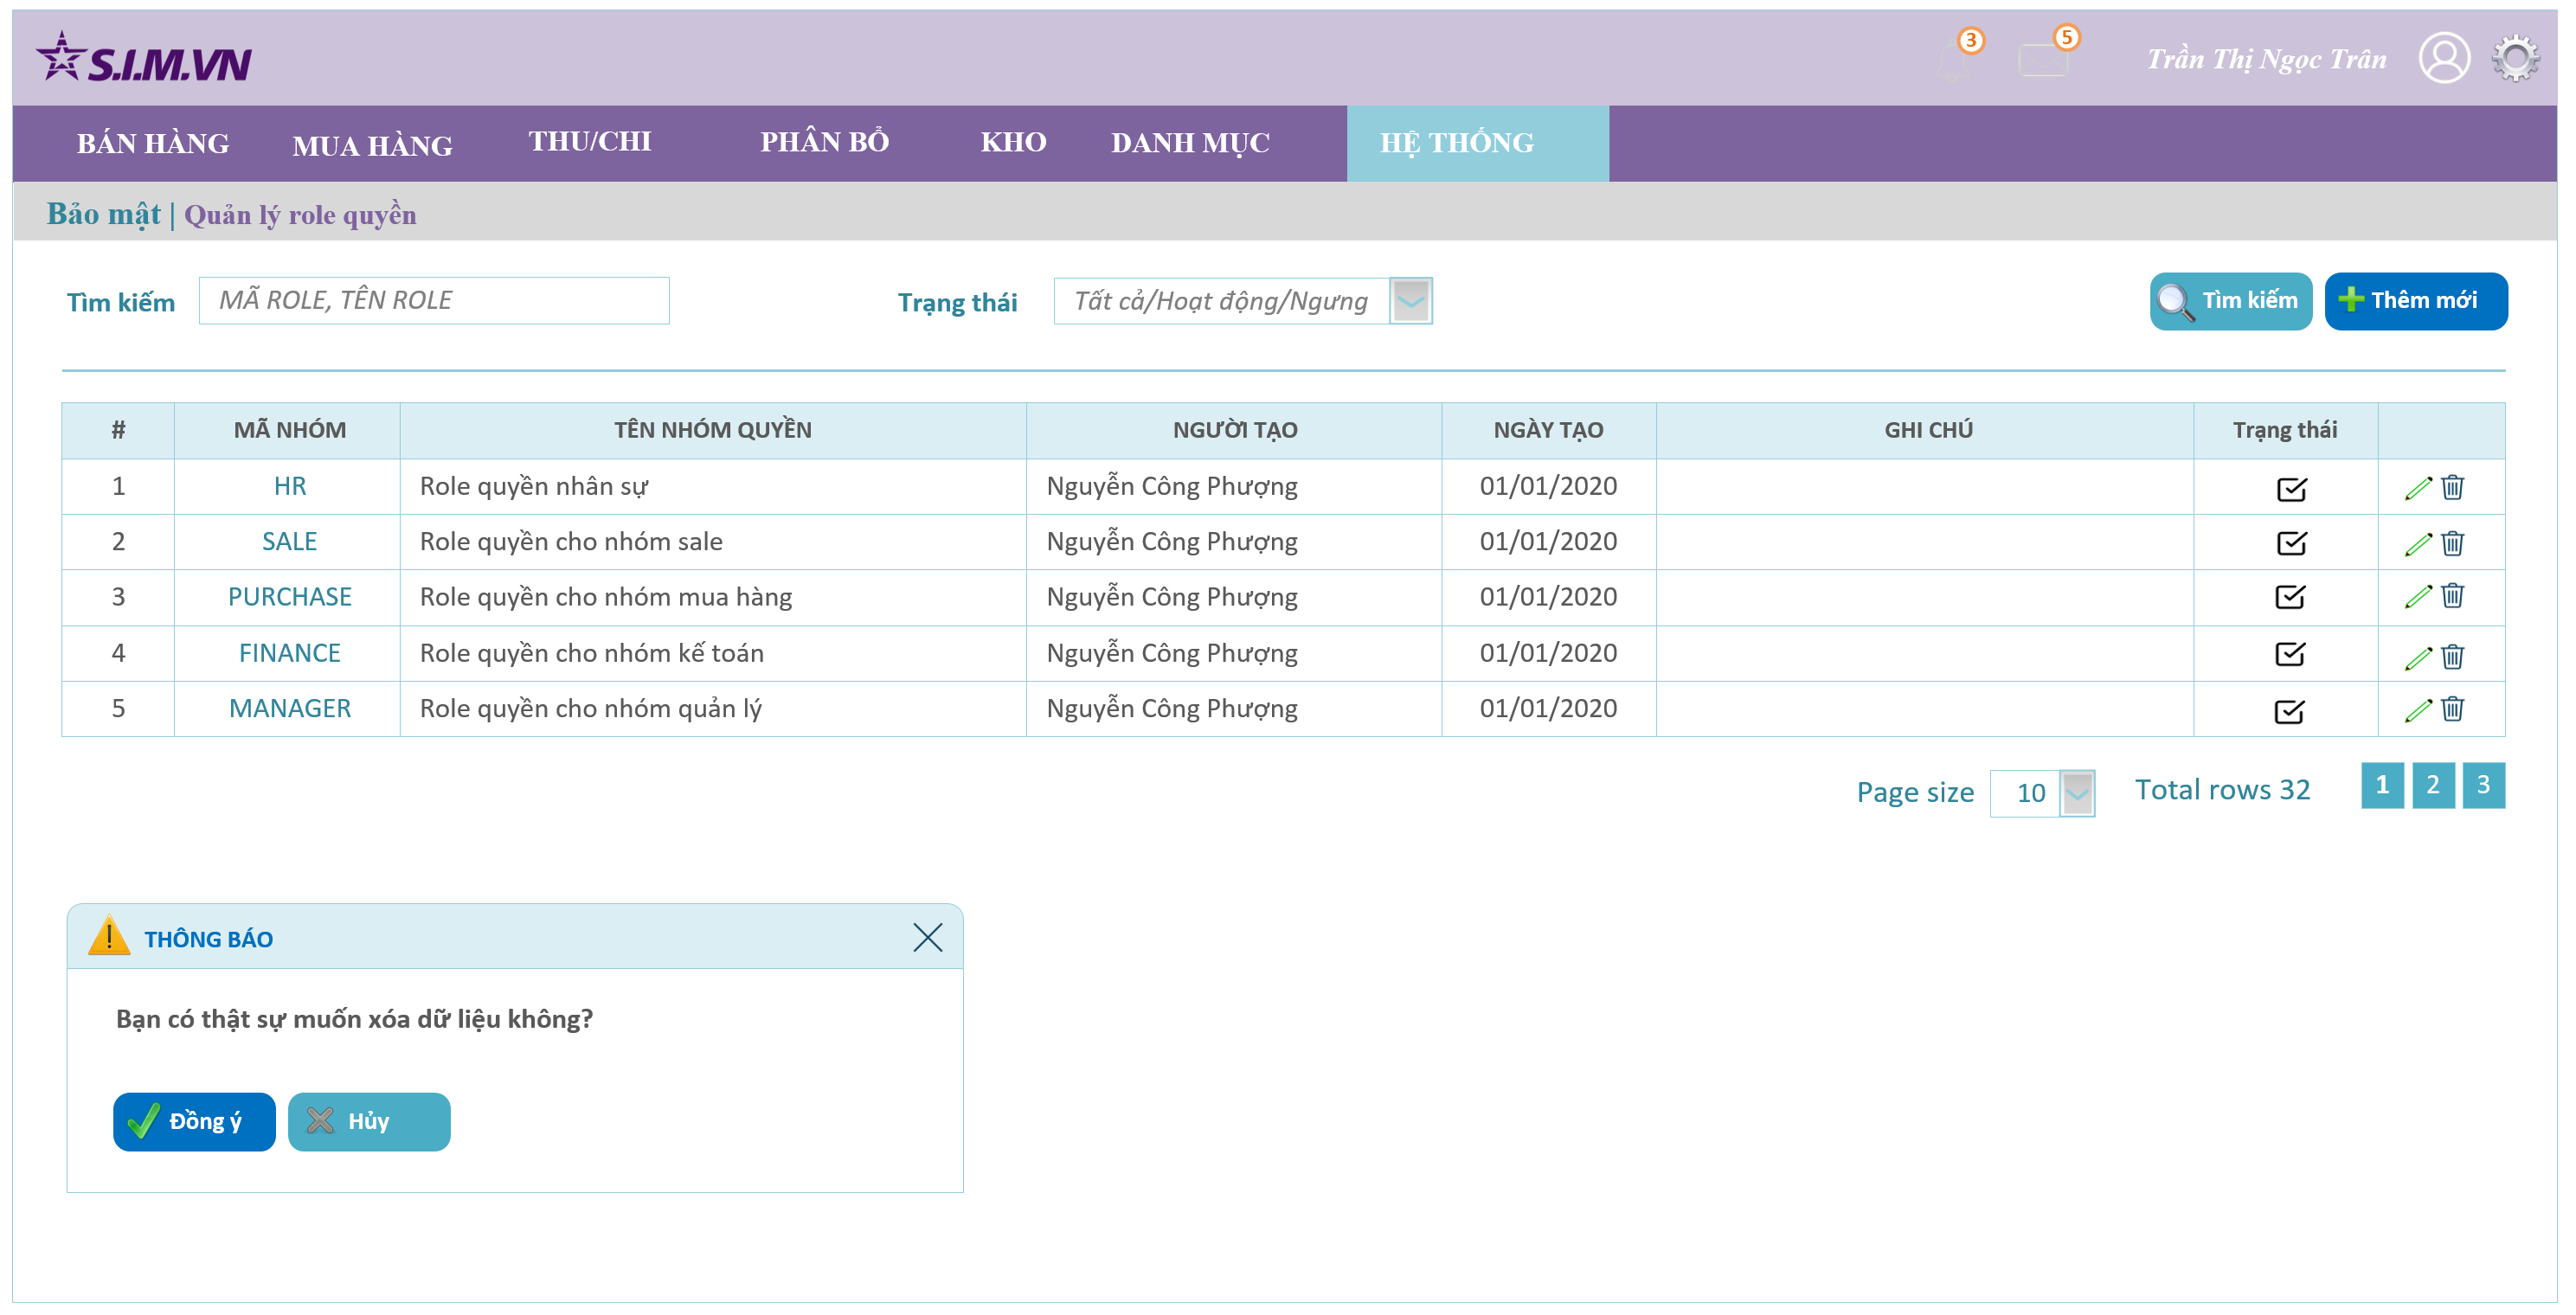 S.I.M.VN
3
5
Trần Thị Ngọc Trân
BÁN HÀNG MUA HÀNG THU/CHI PHÂN BỔ KHO DANH MỤC HỆ THỐNG
Bảo mật | Quản lý role quyền
Tìm kiếm MÃ ROLE, TÊN ROLE Trạng thái Tất cả/Hoạt động/Ngưng Tìm kiếm Thêm mới
# MÃ NHÓM TÊN NHÓM QUYỀN NGƯỜI TẠO NGÀY TẠO GHI CHÚ Trạng thái
1 HR Role quyền nhân sự Nguyễn Công Phượng 01/01/2020
2 SALE Role quyền cho nhóm sale Nguyễn Công Phượng 01/01/2020
3 PURCHASE Role quyền cho nhóm mua hàng Nguyễn Công Phượng 01/01/2020
4 FINANCE Role quyền cho nhóm kế toán Nguyễn Công Phượng 01/01/2020
5 MANAGER Role quyền cho nhóm quản lý Nguyễn Công Phượng 01/01/2020
Page size 10 Total rows 32 1 2 3
THÔNG BÁO
Bạn có thật sự muốn xóa dữ liệu không?
Đồng ý Hủy